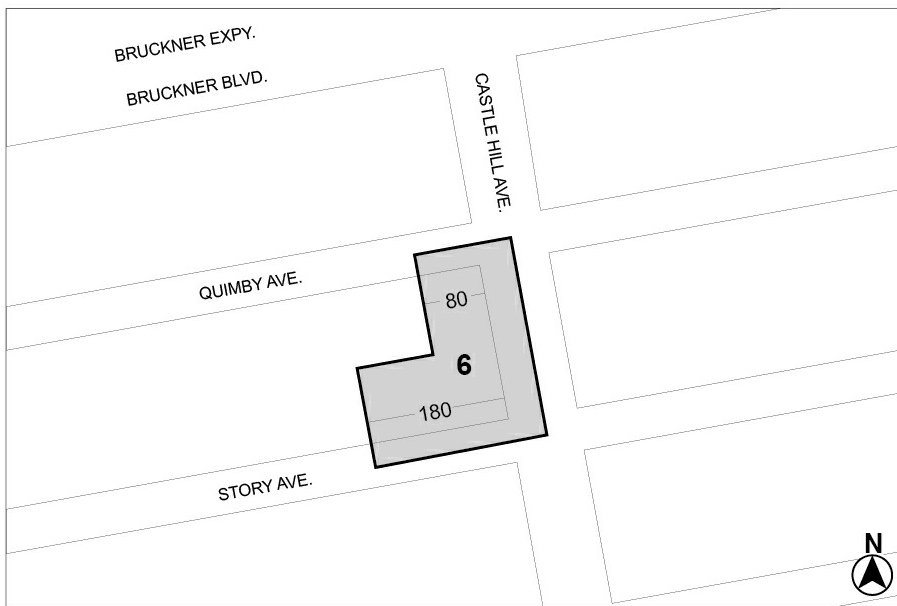 BRUCKNER EXPY.
BRUCKNER BLVD.
CASTLE HILL AVE.
QUIMBY AVE.
80
6
180
STORY AVE.
N